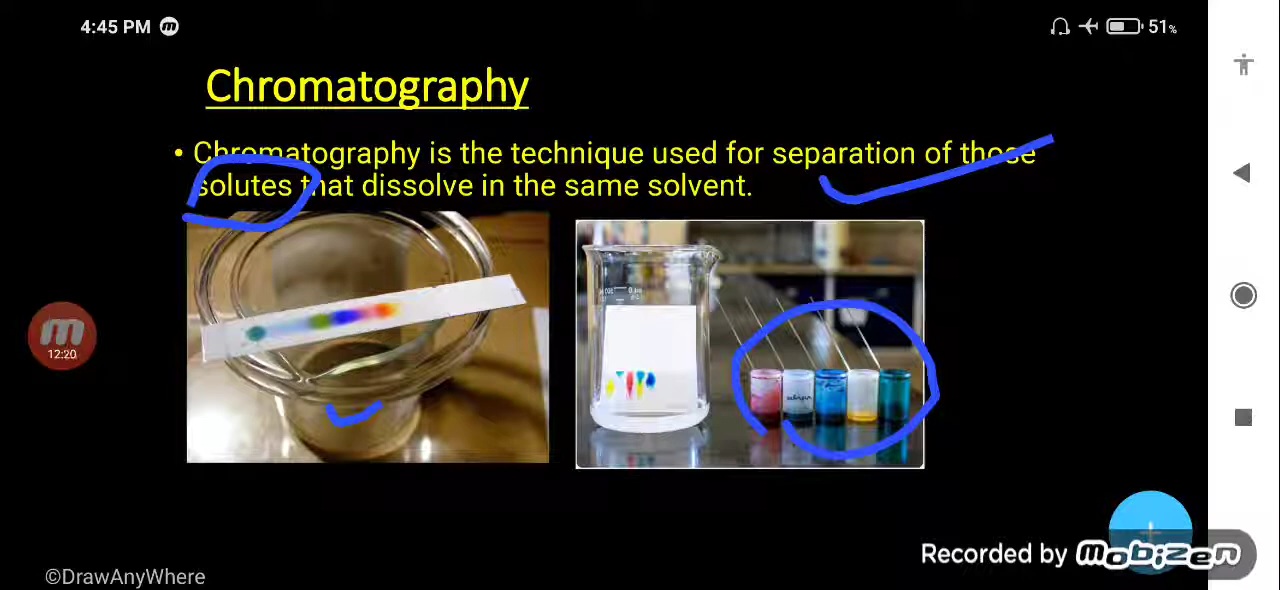 4:45 PM
51%
Chromatography
• Chromatography is the technique used for separation of those
solutes that dissolve in the same solvent.
12:20
Recorded by mobizen
©DrawAnyWhere